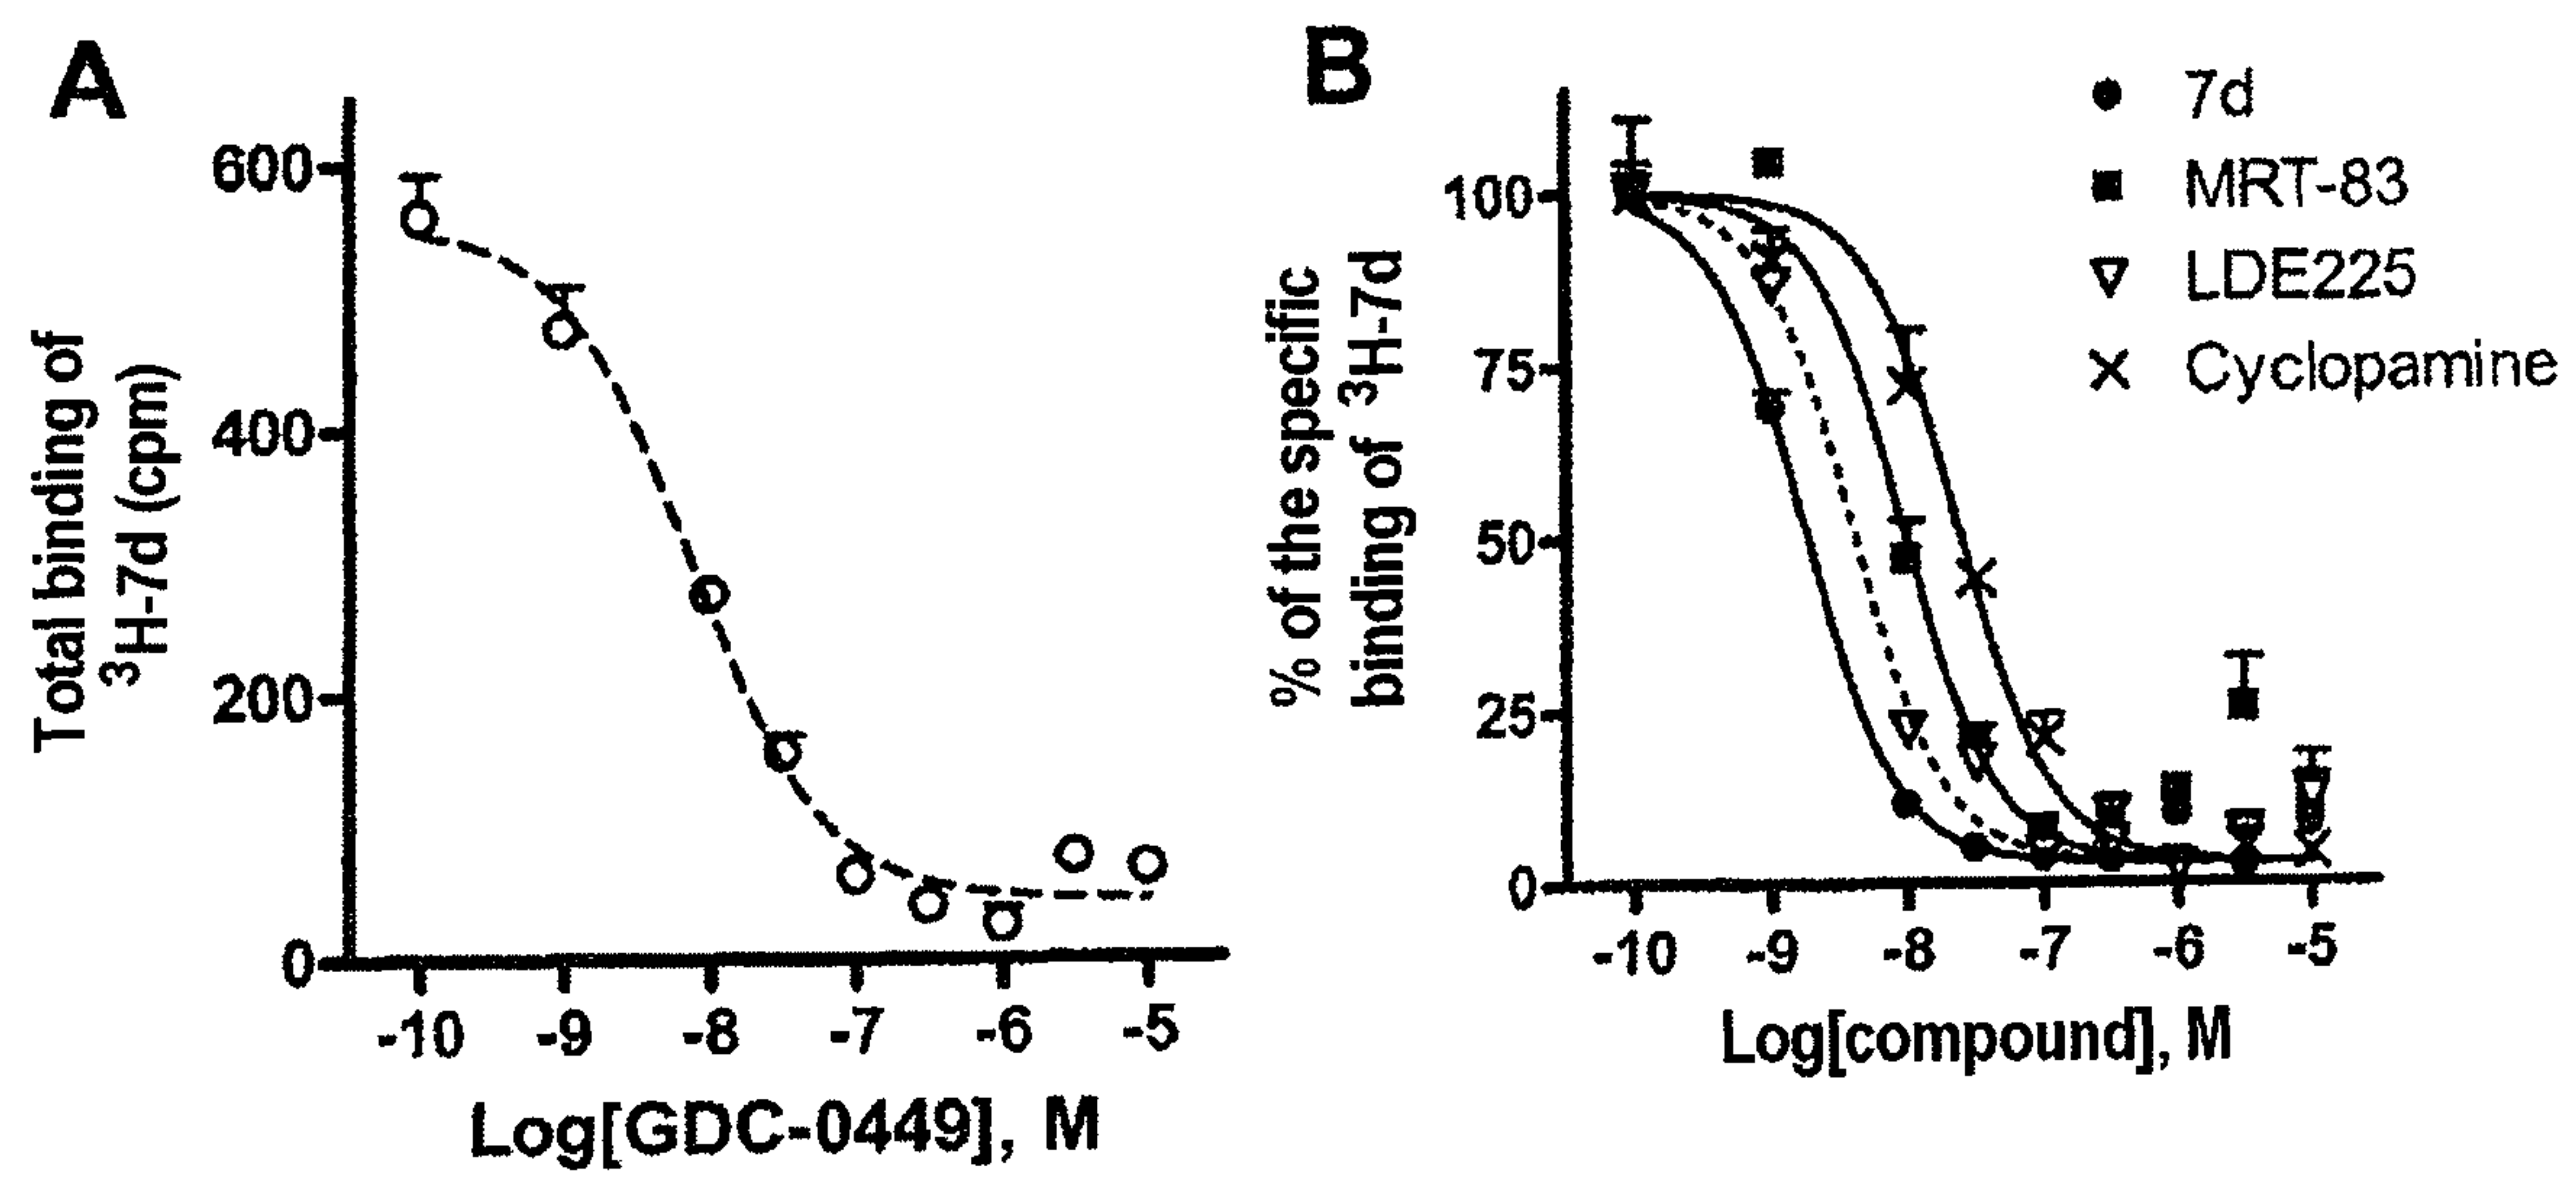 A
600
400
200
0
-10 -9 -8 -7 -6 -5
Total binding of
³H-7d (cpm)
Log[GDC-0449], M
B
100
75
50
25
0
-10 -9 -8 -7 -6 -5
% of the specific
binding of ³H-7d
Log[compound], M
7d
MRT-83
LDE225
Cyclopamine